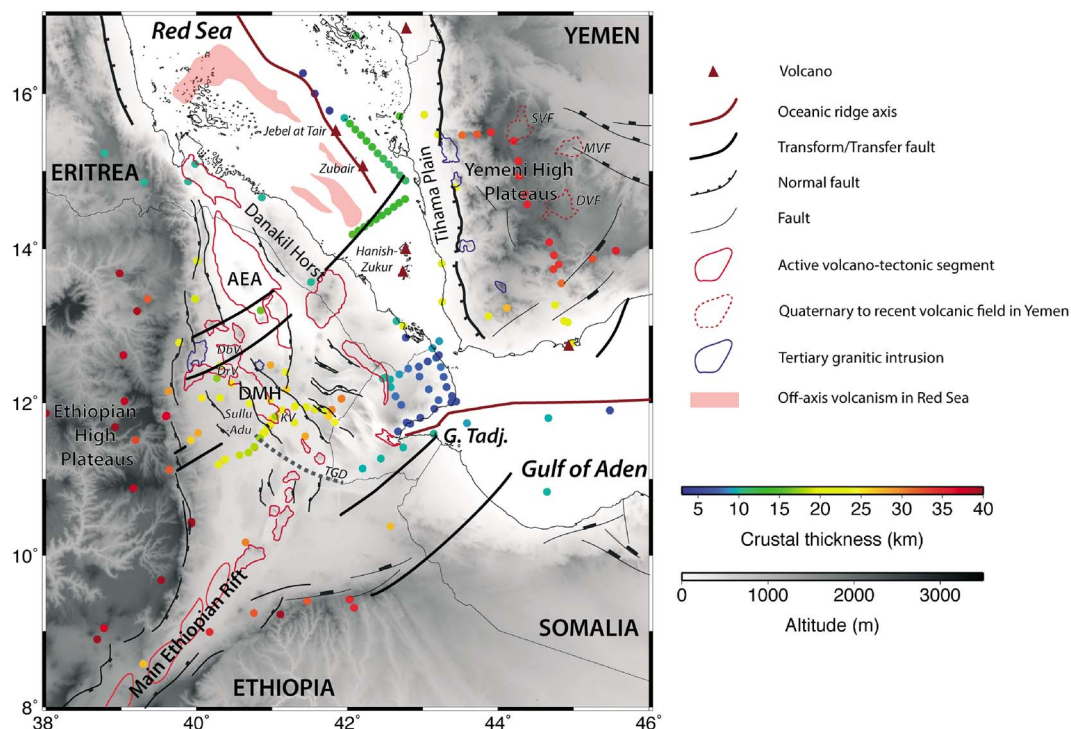 Red Sea
YEMEN
16°
SVF
Jebel at Tair
MVF
Zubair
ERITREA
Yemeni High
Plateaus
Tihama Plain
DVF
Danakil Horst
14°
Hanish-
Zukur
AEA
DbV
DrV
DMH
12°
Sullu
-Adu
KV
Ethiopian
High
Plateaus
G. Tadj.
TGD
Gulf of Aden
10°
Main Ethiopian Rift
SOMALIA
ETHIOPIA
8°
38
40
42
44
46
Volcano
Oceanic ridge axis
Transform/Transfer fault
Normal fault
Fault
Active volcano-tectonic segment
Quaternary to recent volcanic field in Yemen
Tertiary granitic intrusion
Off-axis volcanism in Red Sea
5 10 15 20 25 30 35 40
Crustal thickness (km)
0 1000 2000 3000
Altitude (m)